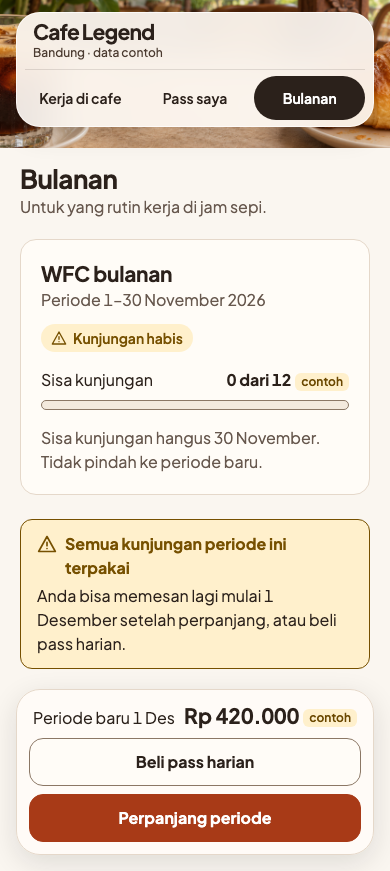 Cafe Legend
Bandung · data contoh
Kerja di cafe
Pass saya
Bulanan
Bulanan
Untuk yang rutin kerja di jam sepi.
WFC bulanan
Periode 1–30 November 2026
Kunjungan habis
Sisa kunjungan 0 dari 12 contoh
Sisa kunjungan hangus 30 November.
Tidak pindah ke periode baru.
Semua kunjungan periode ini
terpakai
Anda bisa memesan lagi mulai 1
Desember setelah perpanjang, atau beli
pass harian.
Periode baru 1 Des Rp 420.000 contoh
Beli pass harian
Perpanjang periode